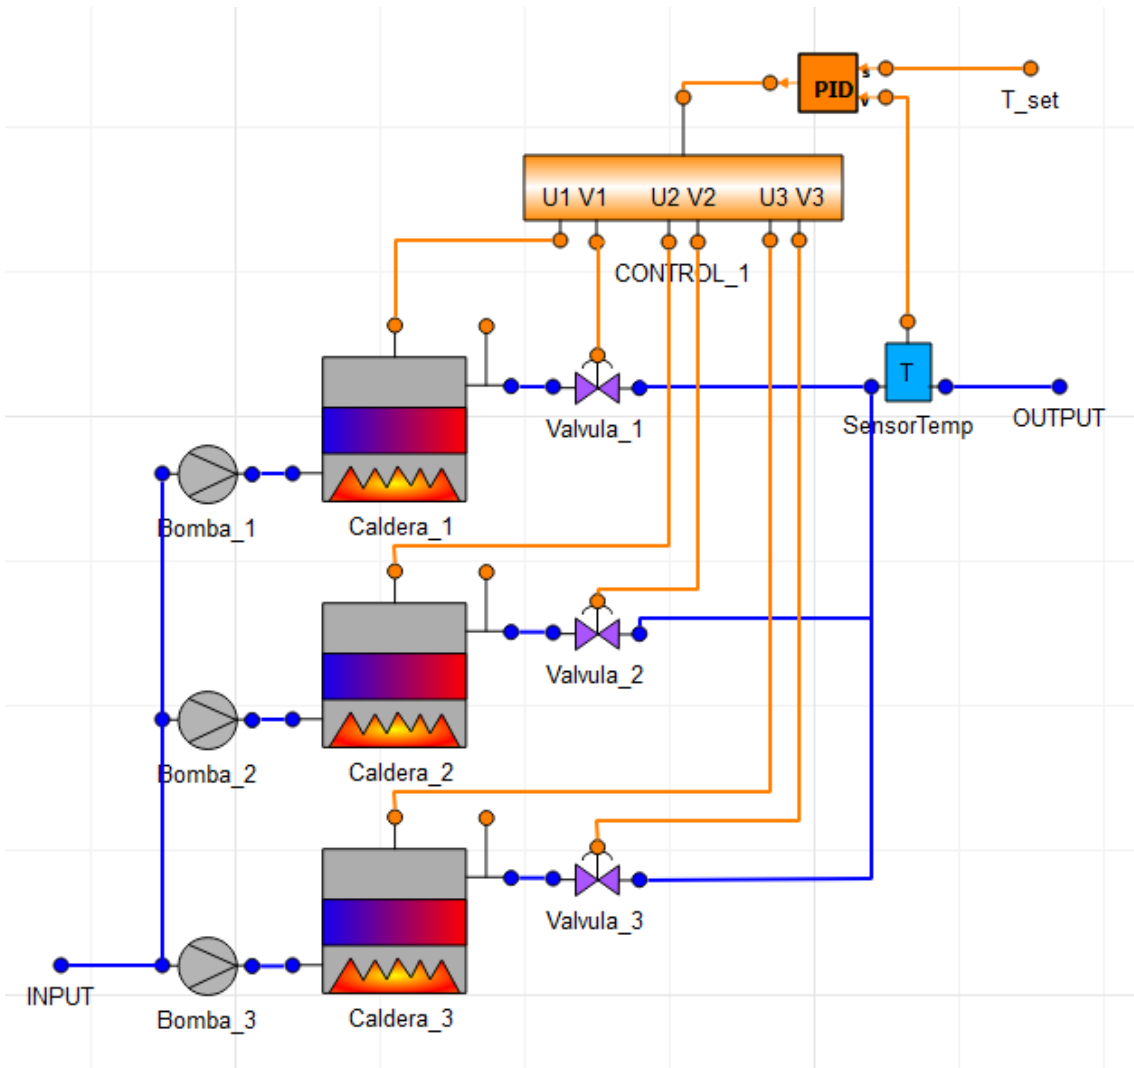 s
PID
v
T_set
U1 V1 U2 V2 U3 V3
CONTROL_1
T
SensorTemp
OUTPUT
Valvula_1
Bomba_1
Caldera_1
Valvula_2
Bomba_2
Caldera_2
Valvula_3
INPUT
Bomba_3
Caldera_3